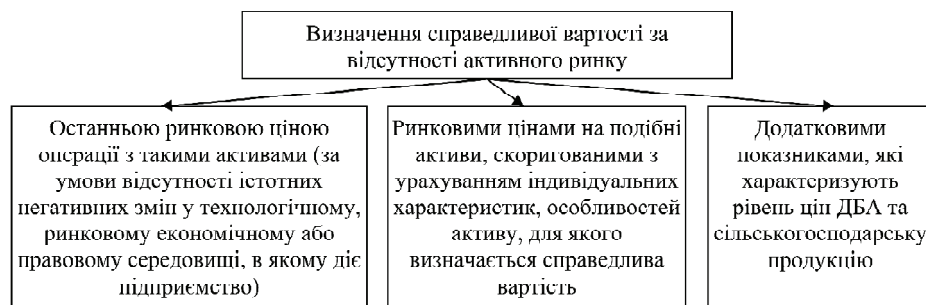 Визначення справедливої вартості за
відсутності активного ринку
Останньою ринковою ціною
операції з такими активами (за
умови відсутності істотних
негативних змін у технологічному,
ринковому економічному або
правовому середовищі, в якому діє
підприємство)
Ринковими цінами на подібні
активи, скоригованими з
урахуванням індивідуальних
характеристик, особливостей
активу, для якого
визначається справедлива
вартість
Додатковими
показниками, які
характеризують
рівень цін ДБА та
сільськогосподарську
продукцію